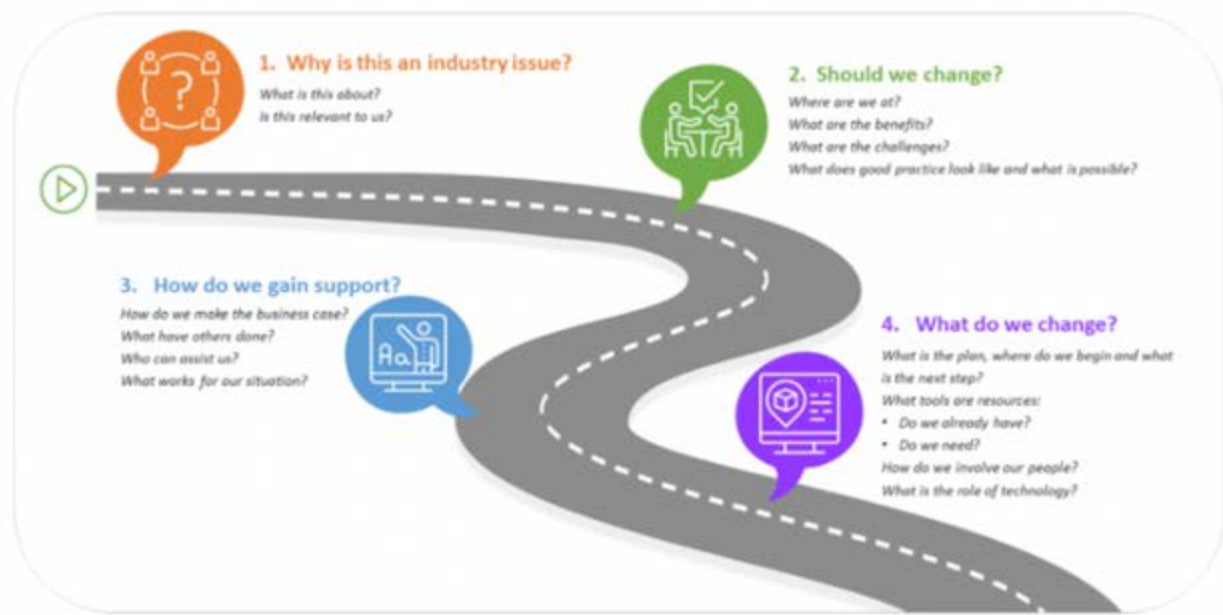 1. Why is this an industry issue?
What is this about?
Is this relevant to us?
2. Should we change?
Where are we at?
What are the benefits?
What are the challenges?
What does good practice look like and what is possible?
3. How do we gain support?
How do we make the business case?
What have others done?
Who can assist us?
What works for our situation?
Aa
4. What do we change?
What is the plan, where do we begin and what
is the next step?
What tools are resources:
• Do we already have?
• Do we need?
How do we involve our people?
What is the role of technology?